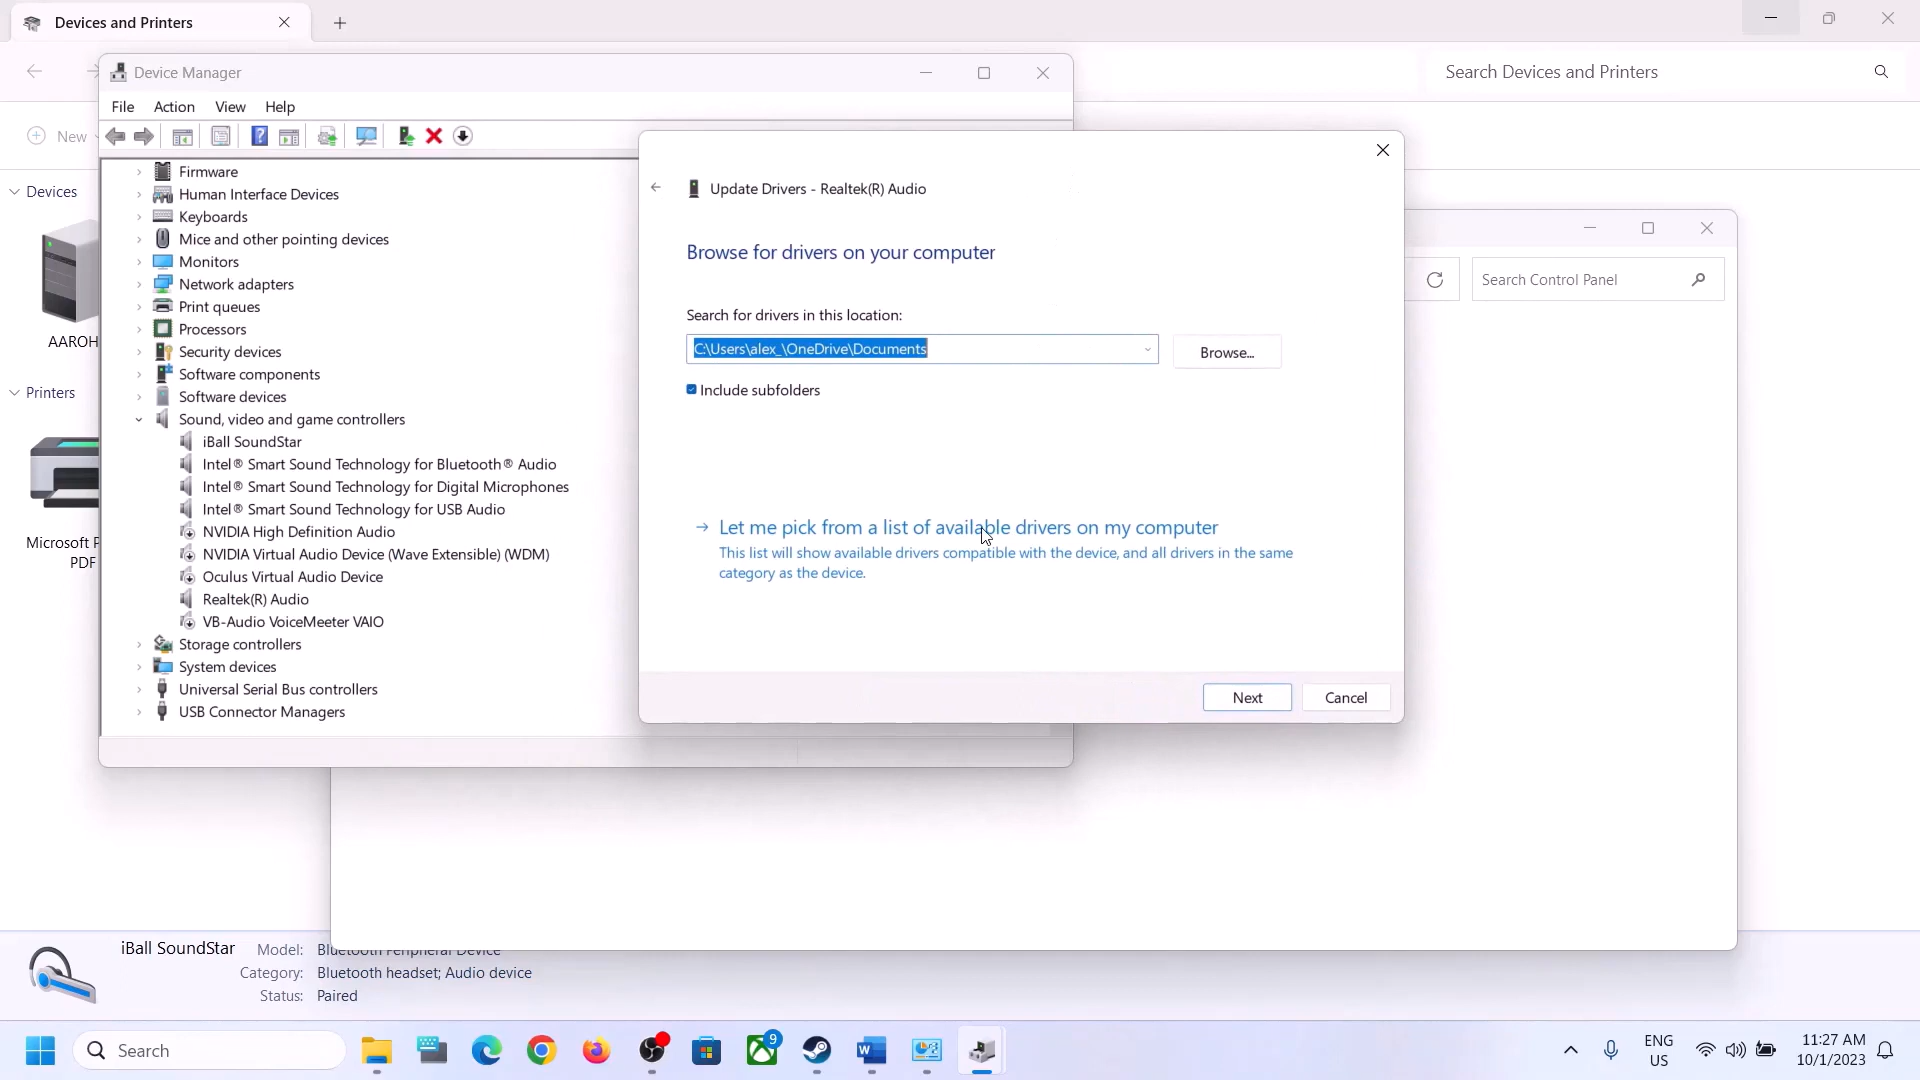 Devices and Printers
Device Manager
Search Devices and Printers
File Action View Help
New
Devices
AAROH
Printers
Microsoft P
PDF
Firmware
Human Interface Devices
Keyboards
Mice and other pointing devices
Monitors
Network adapters
Print queues
Processors
Security devices
Software components
Software devices
Sound, video and game controllers
iBall SoundStar
Intel® Smart Sound Technology for Bluetooth® Audio
Intel® Smart Sound Technology for Digital Microphones
Intel® Smart Sound Technology for USB Audio
NVIDIA High Definition Audio
NVIDIA Virtual Audio Device (Wave Extensible) (WDM)
Oculus Virtual Audio Device
Realtek(R) Audio
VB-Audio VoiceMeeter VAIO
Storage controllers
System devices
Universal Serial Bus controllers
USB Connector Managers
Update Drivers - Realtek(R) Audio
Browse for drivers on your computer
Search for drivers in this location:
C:\Users\alex_\OneDrive\Documents
Browse...
Include subfolders
Let me pick from a list of available drivers on my computer
This list will show available drivers compatible with the device, and all drivers in the same
category as the device.
Next
Cancel
Search Control Panel
iBall SoundStar
Model: Bluetooth Peripheral Device
Category: Bluetooth headset; Audio device
Status: Paired
Search
9
ENG
US
11:27 AM
10/1/2023